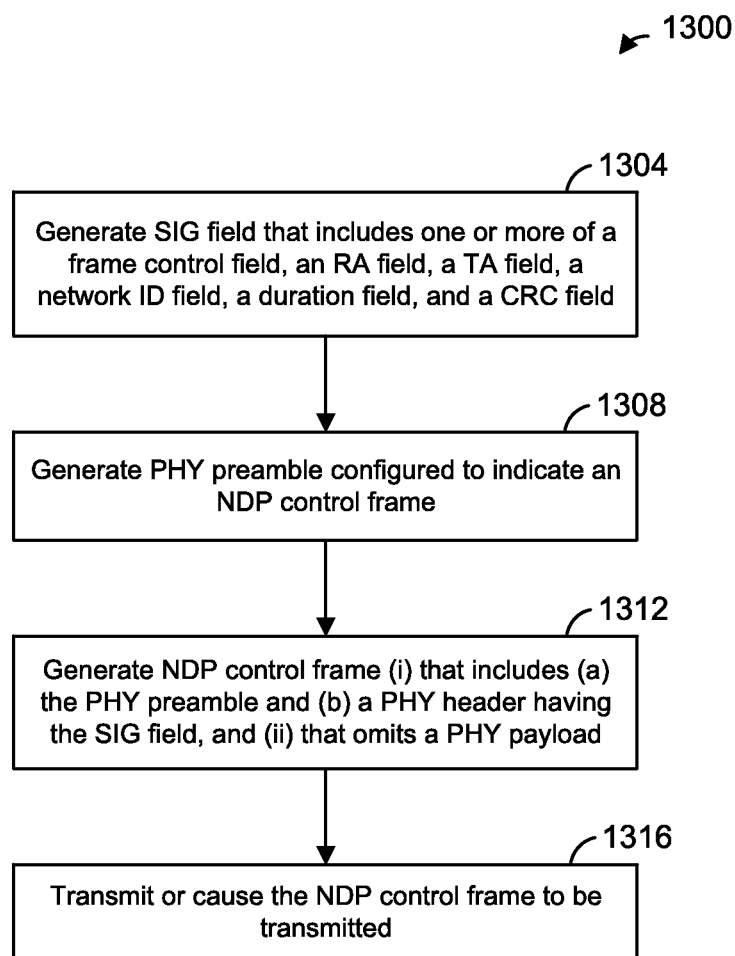 1300
1304
Generate SIG field that includes one or more of a
frame control field, an RA field, a TA field, a
network ID field, a duration field, and a CRC field
1308
Generate PHY preamble configured to indicate an
NDP control frame
1312
Generate NDP control frame (i) that includes (a)
the PHY preamble and (b) a PHY header having
the SIG field, and (ii) that omits a PHY payload
1316
Transmit or cause the NDP control frame to be
transmitted